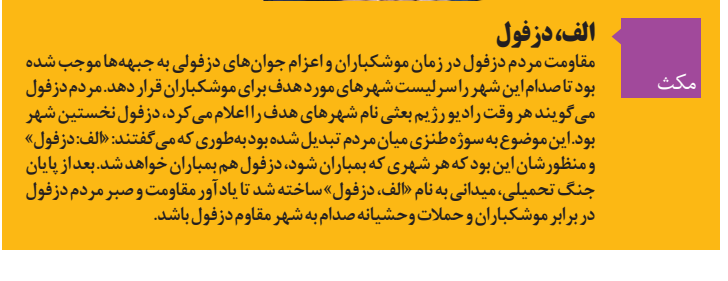 مکث
الف، دزفول
مقاومت مردم دزفول در زمان موشکباران و اعزام جوان‌های دزفولی به جبهه‌ها موجب شده
بود تا صدام این شهر را سر لیست شهرهای مورد هدف برای موشکباران قرار دهد. مردم دزفول
می‌گویند هر وقت رادیو رژیم بعثی نام شهرهای هدف را اعلام می‌کرد، دزفول نخستین شهر
بود. این موضوع به سوژه طنزی میان مردم تبدیل شده بود به‌طوری که می‌گفتند: «الف: دزفول»
و منظورشان این بود که هر شهری که بمباران شود، دزفول هم بمباران خواهد شد. بعد از پایان
جنگ تحمیلی، میدانی به نام «الف، دزفول» ساخته شد تا یادآور مقاومت و صبر مردم دزفول
در برابر موشکباران و حملات وحشیانه صدام به شهر مقاوم دزفول باشد.